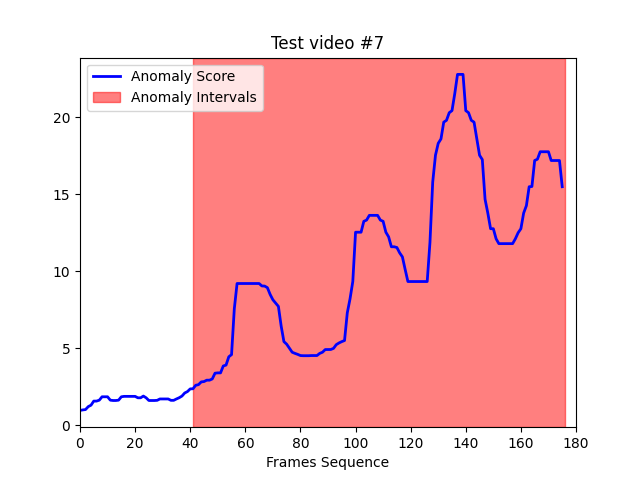 Test video #7
Anomaly Score
Anomaly Intervals
20
15
10
5
0
0 20 40 60 80 100 120 140 160 180
Frames Sequence